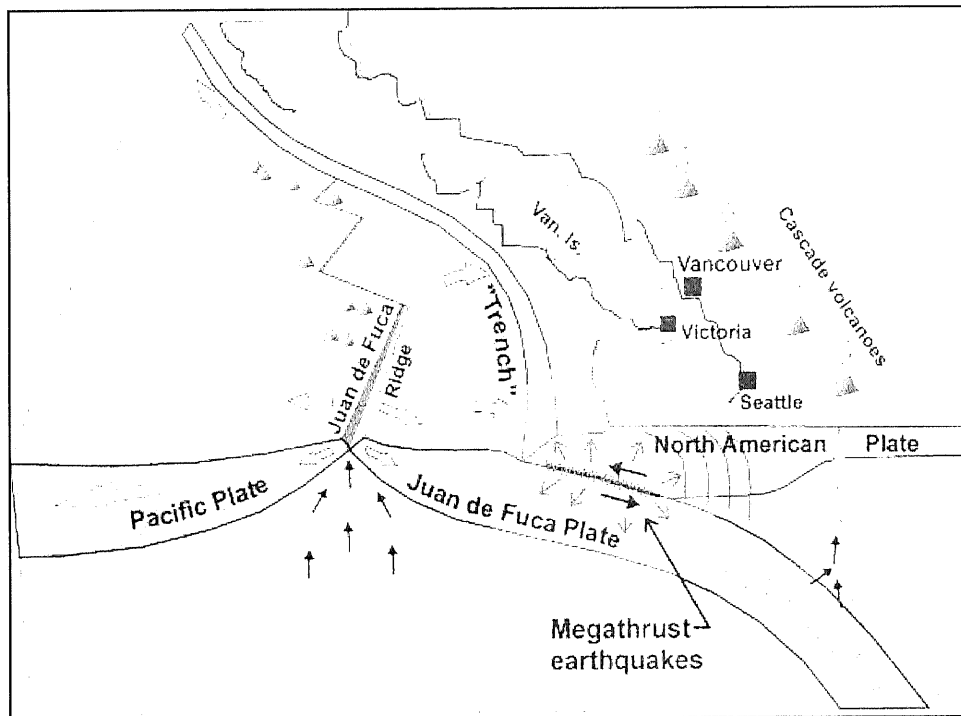 Van. Is.
Cascade volcanoes
Vancouver
"Trench"
Victoria
Juan de Fuca
Ridge
Seattle
North American Plate
Pacific Plate
Juan de Fuca Plate
Megathrust
earthquakes